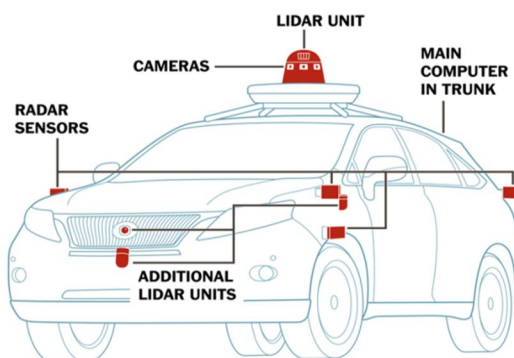 LIDAR UNIT
CAMERAS
MAIN
COMPUTER
IN TRUNK
RADAR
SENSORS
ADDITIONAL
LIDAR UNITS